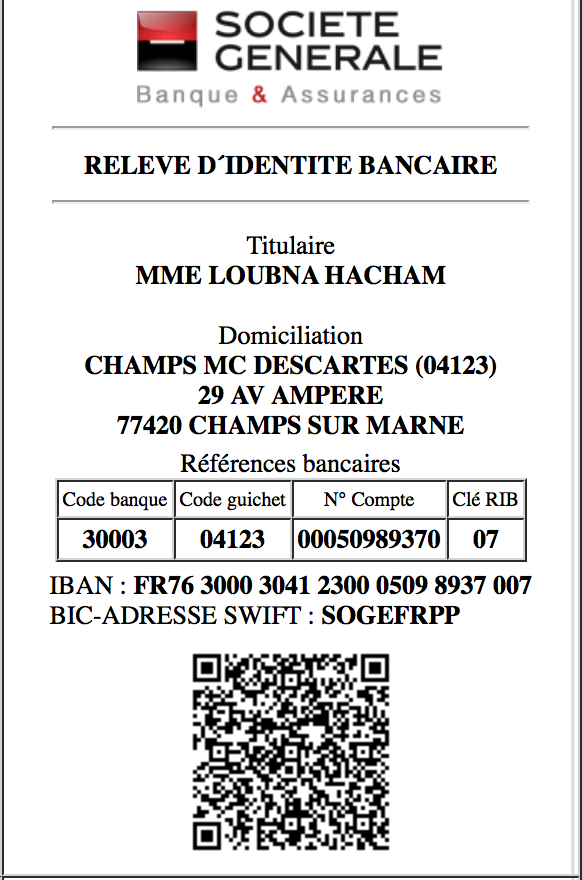 SOCIETE
GENERALE
Banque & Assurances
RELEVE D´IDENTITE BANCAIRE
Titulaire
MME LOUBNA HACHAM
Domiciliation
CHAMPS MC DESCARTES (04123)
29 AV AMPERE
77420 CHAMPS SUR MARNE
Références bancaires
Code banque Code guichet N° Compte Clé RIB
30003 04123 00050989370 07
IBAN : FR76 3000 3041 2300 0509 8937 007
BIC-ADRESSE SWIFT : SOGEFRPP